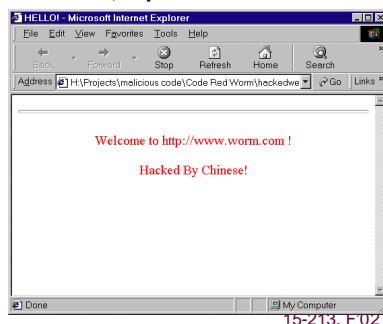 HELLO! - Microsoft Internet Explorer
File Edit View Favorites Tools Help
Back Forward Stop Refresh Home Search
Address H:\Projects\malicious code\Code Red Worm\hackedwe Go Links
Welcome to http://www.worm.com !
Hacked By Chinese!
Done My Computer
15-213, F'02